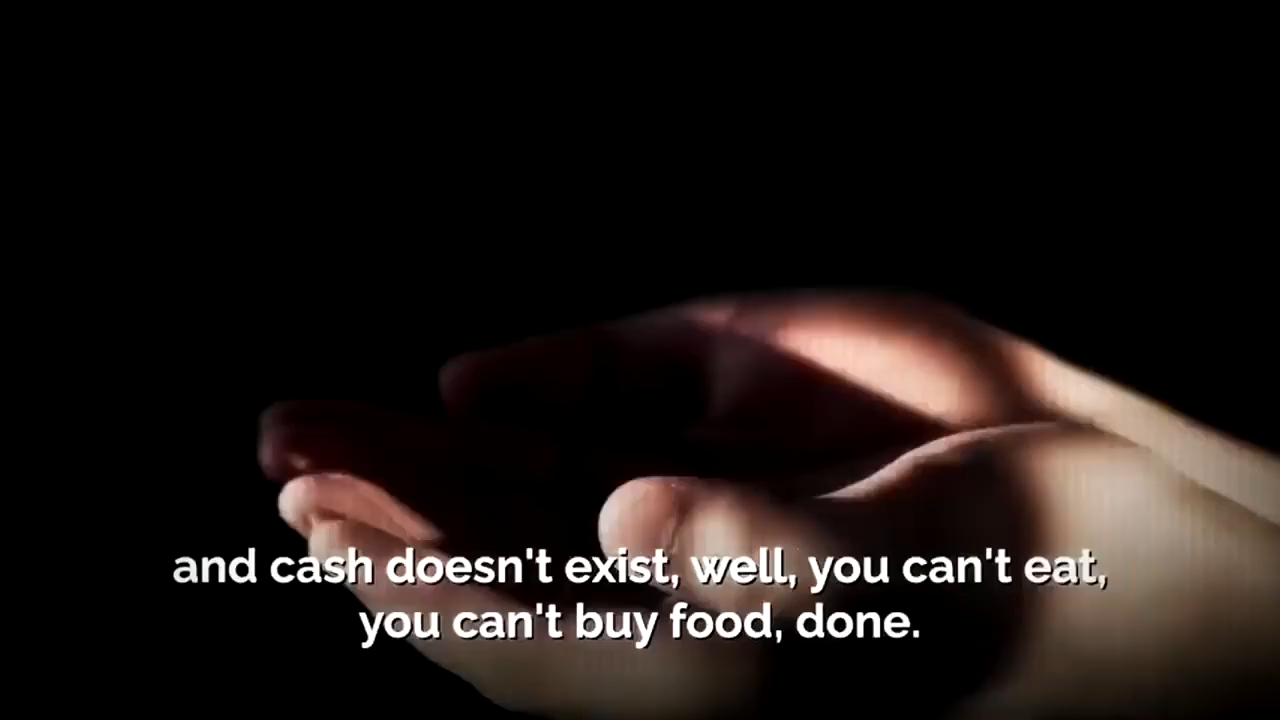 and cash doesn't exist, well, you can't eat,
you can't buy food, done.